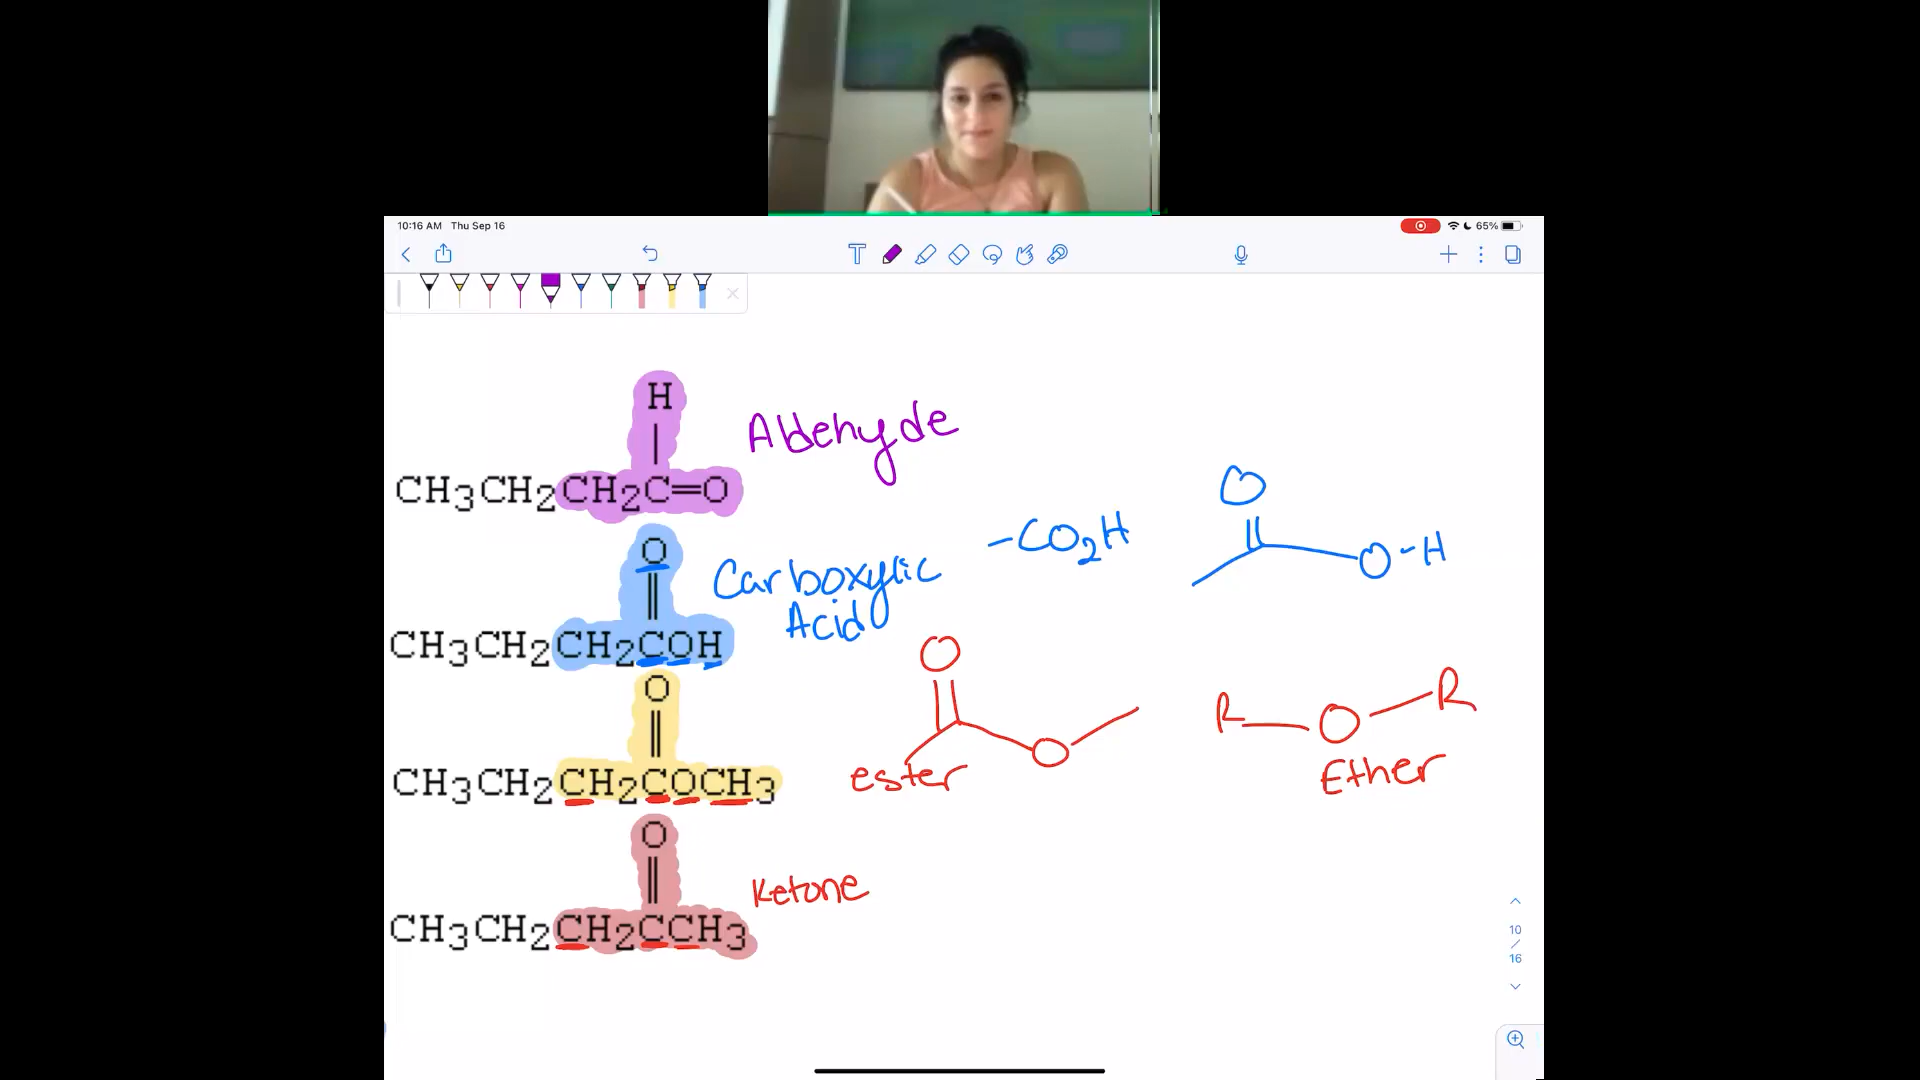 10:16 AM Thu Sep 16
65%
T
H
|
CH3CH2CH2C=O
Aldehyde
O
||
CH3CH2CH2COH
Carboxylic
Acid
-CO2H
O
O-H
O
||
CH3CH2CH2COCH3
O
O
ester
R
O
R
Ether
O
||
CH3CH2CH2CCH3
Ketone
10
/
16